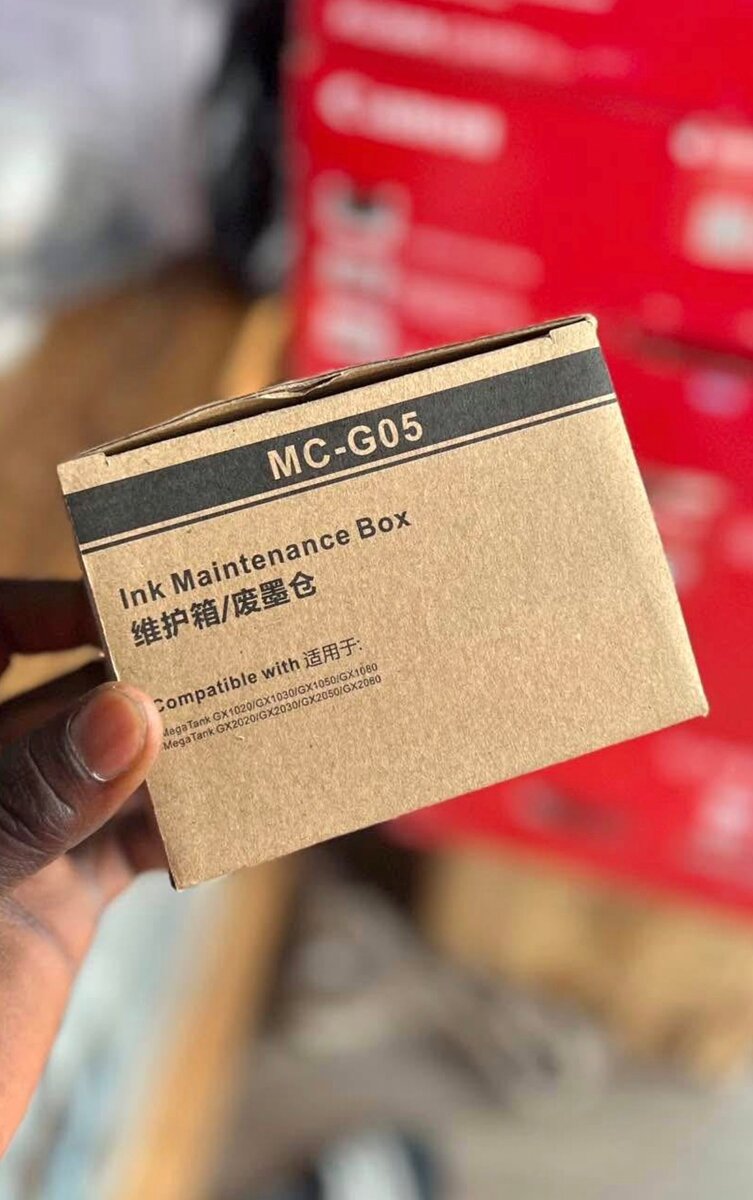 MC-G05
Ink Maintenance Box
维护箱/废墨仓
Compatible with 适用于:
MegaTank GX1020/GX1030/GX1050/GX1080
MegaTank GX2020/GX2030/GX2050/GX2080
Canon